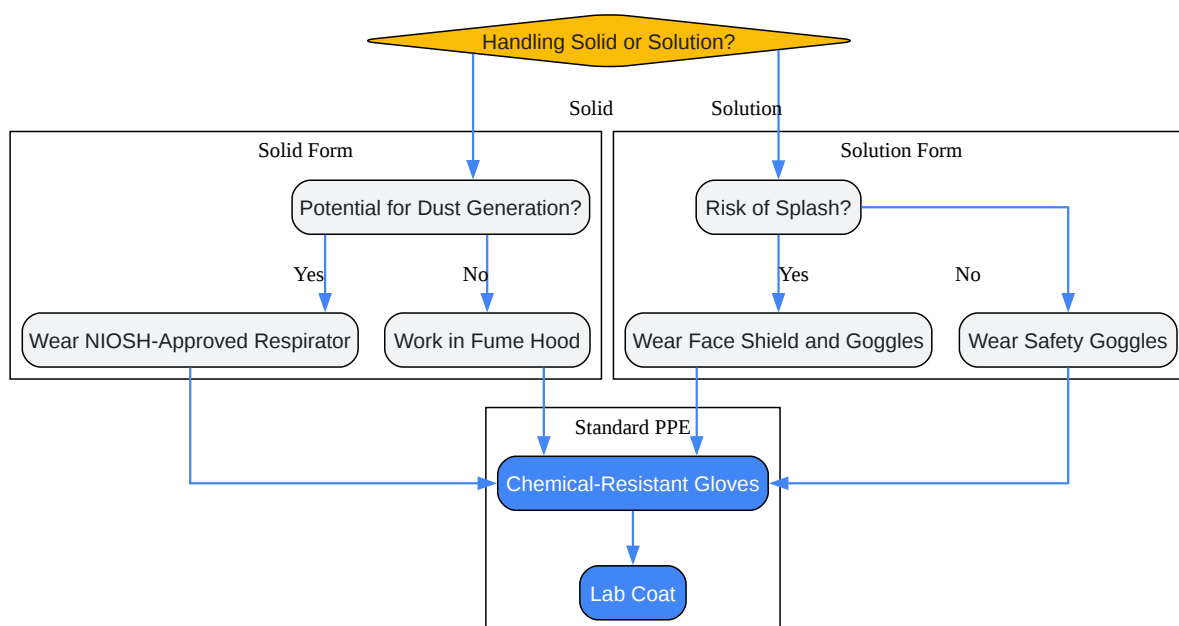 Handling Solid or Solution?
Solid
Solution
Solid Form
Solution Form
Potential for Dust Generation?
Risk of Splash?
Yes
No
Yes
No
Wear NIOSH-Approved Respirator
Work in Fume Hood
Wear Face Shield and Goggles
Wear Safety Goggles
Standard PPE
Chemical-Resistant Gloves
Lab Coat